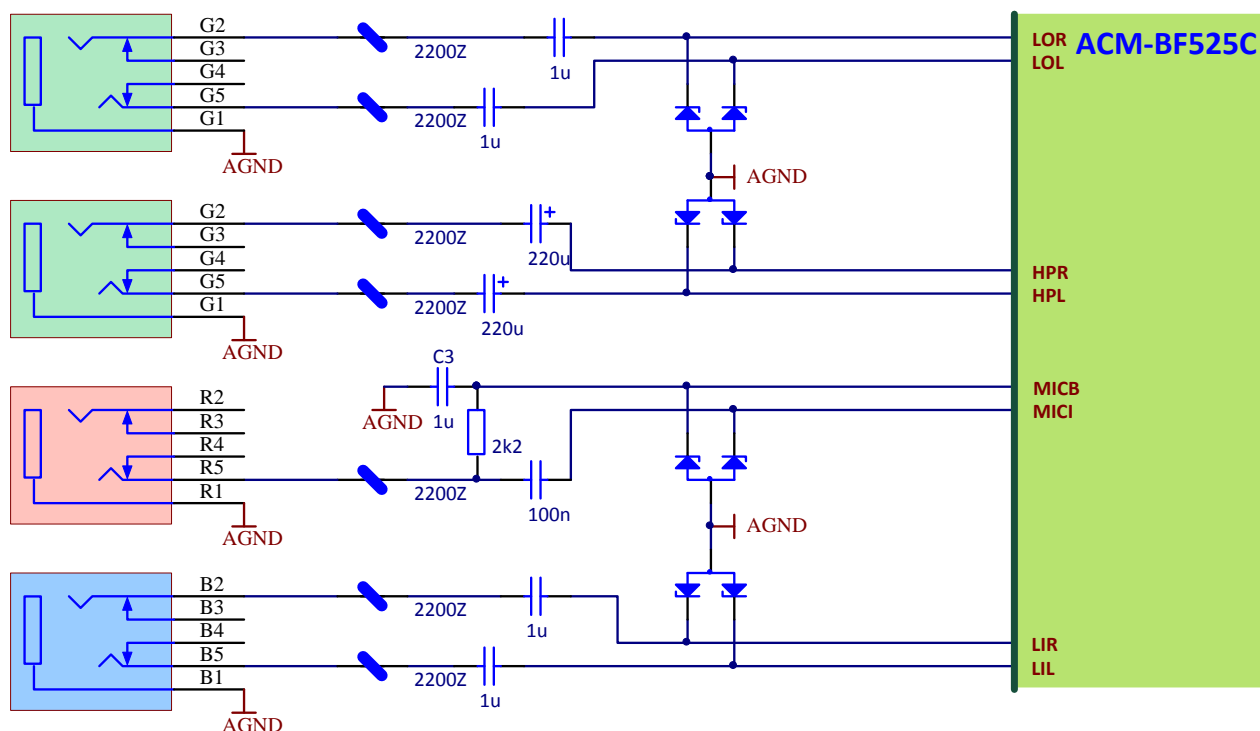 G2
G3
G4
G5
G1
AGND
2200Z
1u
2200Z
1u
AGND
LOR
LOL
ACM-BF525C
G2
G3
G4
G5
G1
AGND
2200Z
220u
2200Z
220u
HPR
HPL
R2
R3
R4
R5
R1
AGND
AGND
C3
1u
2k2
2200Z
100n
AGND
MICB
MICI
B2
B3
B4
B5
B1
AGND
2200Z
1u
2200Z
1u
LIR
LIL